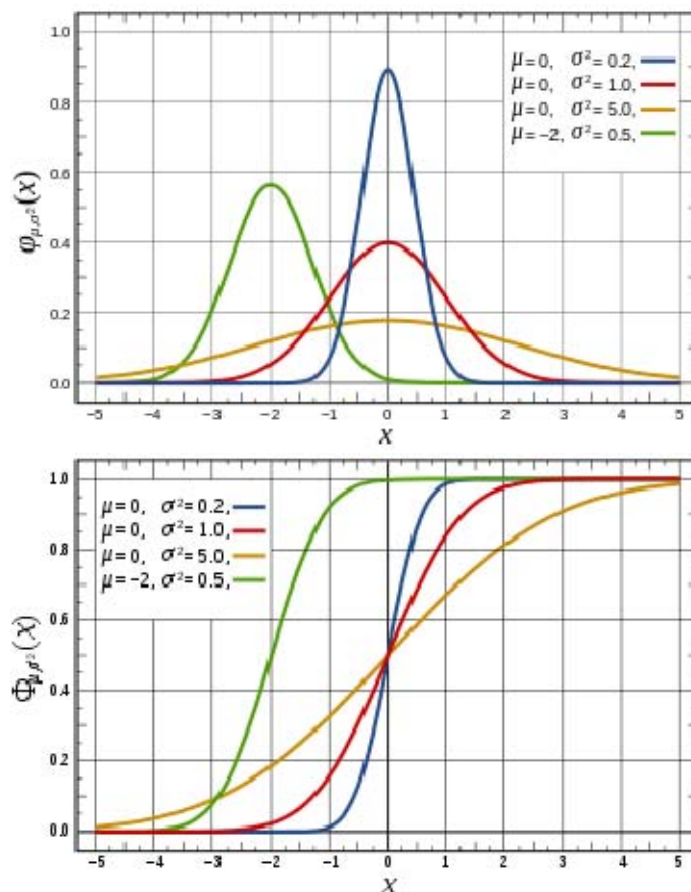 1.0
μ=0, σ²=0.2,
μ=0, σ²=1.0,
μ=0, σ²=5.0,
μ=-2, σ²=0.5,
0.8
0.6
0.4
0.2
0.0
φμ,σ²(x)
-5 -4 -3 -2 -1 0 1 2 3 4 5
x
1.0
μ=0, σ²=0.2,
μ=0, σ²=1.0,
μ=0, σ²=5.0,
μ=-2, σ²=0.5,
0.8
0.6
0.4
0.2
0.0
Φμ,σ²(x)
-5 -4 -3 -2 -1 0 1 2 3 4 5
x